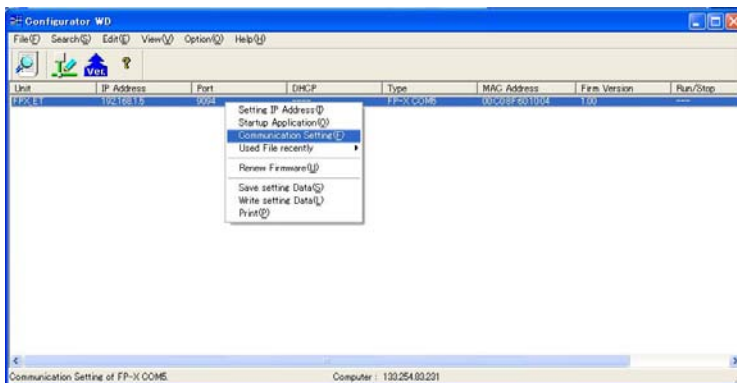 Configurator WD
File(F) Search(S) Edit(E) View(V) Option(O) Help(H)
Ver.
?
Unit IP Address Port DHCP Type MAC Address Firm Version Run/Stop
FPX_ET 192.168.1.5 9094 ---- FP-X COM5 00C08F601004 1.00 ----
Setting IP Address(I)
Startup Application(Q)
Communication Setting(E)
Used File recently
Renew Firmware(U)
Save setting Data(S)
Write setting Data(L)
Print(P)
Communication Setting of FP-X COM5. Computer : 133.254.83.231